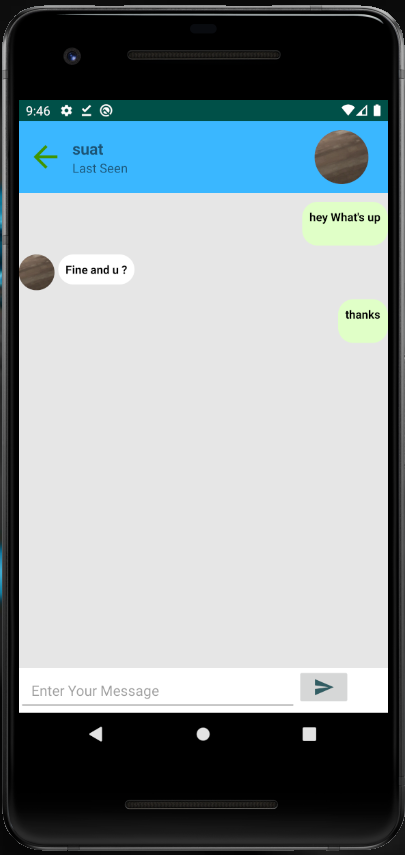 9:46
suat
Last Seen
hey What's up
Fine and u ?
thanks
Enter Your Message